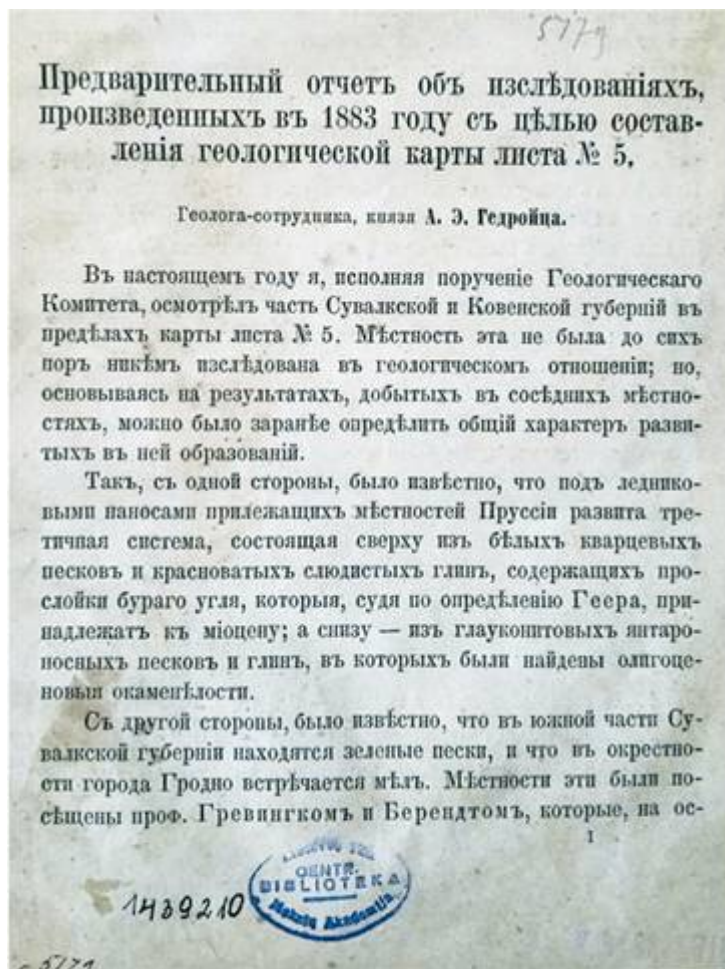 5179
Предварительный отчетъ объ изслѣдованіяхъ,
произведенныхъ въ 1883 году съ цѣлью состав-
ленія геологической карты листа № 5.
Геолога-сотрудника, князя А. Э. Гедройца.
Въ настоящемъ году я, исполняя порученіе Геологическаго
Комитета, осмотрѣлъ часть Сувалкской и Ковенской губерній въ
предѣлахъ карты листа № 5. Мѣстность эта не была до сихъ
поръ никѣмъ изслѣдована въ геологическомъ отношеніи; но,
основываясь на результатахъ, добытыхъ въ сосѣднихъ мѣстно-
стяхъ, можно было заранѣе опредѣлить общій характеръ разви-
тыхъ въ ней образованій.
Такъ, съ одной стороны, было извѣстно, что подъ леднико-
выми наносами прилежащихъ мѣстностей Пруссіи развита тре-
тичная система, состоящая сверху изъ бѣлыхъ кварцевыхъ
песковъ и красноватыхъ слюдистыхъ глинъ, содержащихъ про-
слойки бураго угля, которыя, судя по опредѣленію Геера, при-
надлежатъ къ міоцену; а снизу — изъ глауконитовыхъ янтаро-
носныхъ песковъ и глинъ, въ которыхъ были найдены олигоце-
новыя окаменѣлости.
Съ другой стороны, было извѣстно, что въ южной части Су-
валкской губерніи находятся зеленые пески, и что въ окрестно-
сти города Гродно встрѣчается мѣлъ. Мѣстности эти были по-
сѣщены проф. Гревингкомъ и Берендтомъ, которые, на ос-
1
CENTR.
BIBLIOTEKA
Mokslų Akademija
1439210
5179